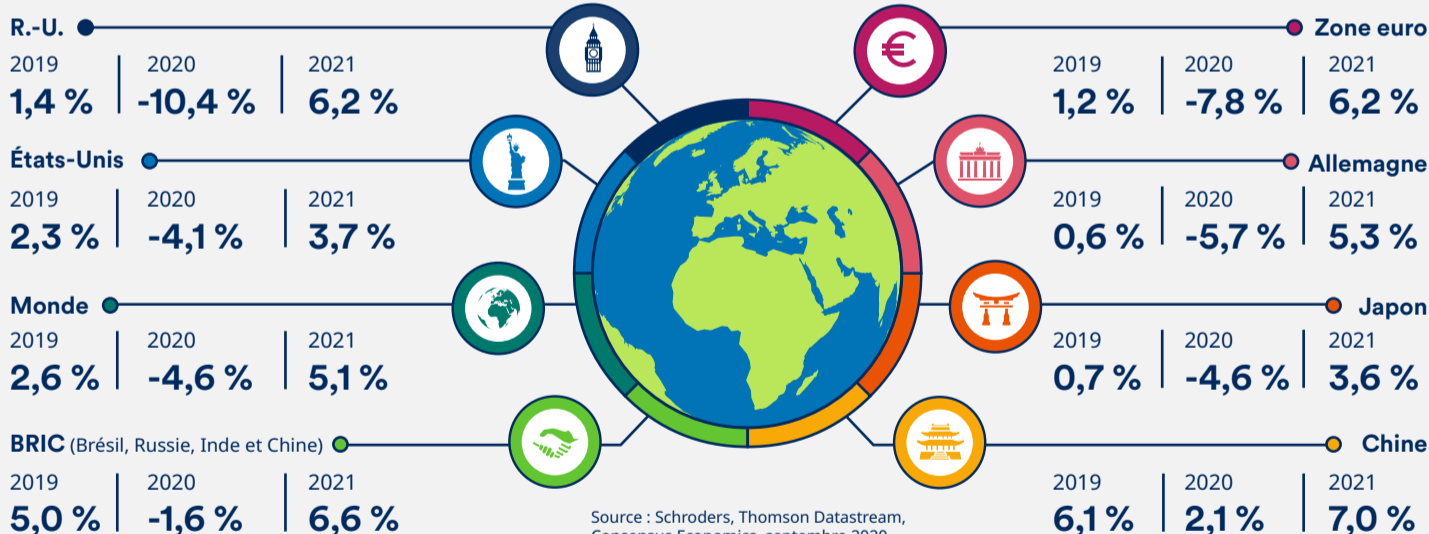 R.-U.
2019 2020 2021
1,4 % -10,4 % 6,2 %
États-Unis
2019 2020 2021
2,3 % -4,1 % 3,7 %
Monde
2019 2020 2021
2,6 % -4,6 % 5,1 %
BRIC (Brésil, Russie, Inde et Chine)
2019 2020 2021
5,0 % -1,6 % 6,6 %
Zone euro
2019 2020 2021
1,2 % -7,8 % 6,2 %
Allemagne
2019 2020 2021
0,6 % -5,7 % 5,3 %
Japon
2019 2020 2021
0,7 % -4,6 % 3,6 %
Chine
2019 2020 2021
6,1 % 2,1 % 7,0 %
€
Source : Schroders, Thomson Datastream,
Consensus Economics, septembre 2020